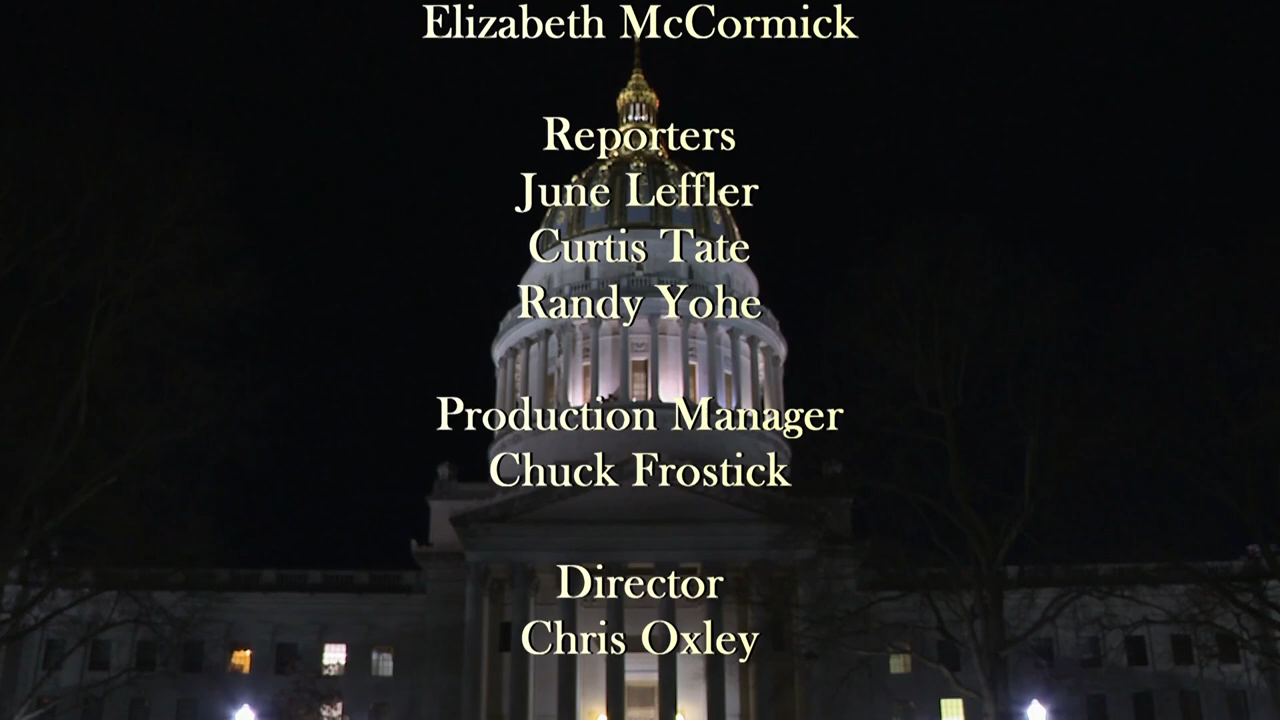 Elizabeth McCormick
Reporters
June Leffler
Curtis Tate
Randy Yohe
Production Manager
Chuck Frostick
Director
Chris Oxley